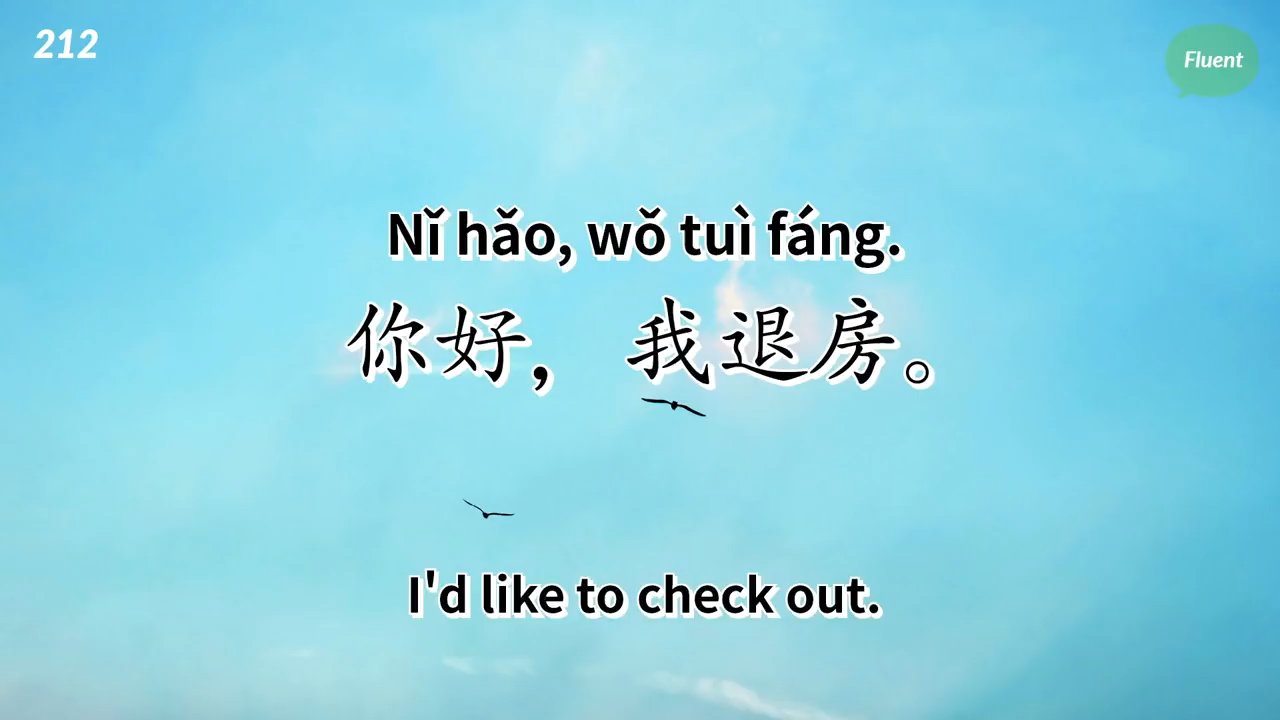 212
Fluent
Nǐ hǎo, wǒ tuì fáng.
你好，我退房。
I'd like to check out.